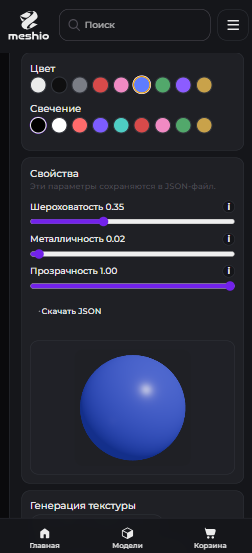 meshio
Поиск
Цвет
Свечение
Свойства
Эти параметры сохраняются в JSON-файл.
Шероховатость 0.35
i
Металличность 0.02
i
Прозрачность 1.00
i
Скачать JSON
Генерация текстуры
Главная
Модели
Корзина